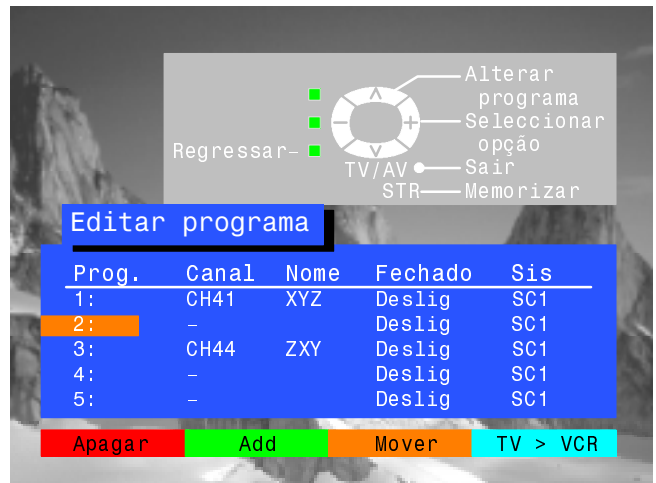 Alterar
programa
Seleccionar
opção
Regressar
TV/AV Sair
STR Memorizar
Editar programa
Prog. Canal Nome Fechado Sis
1: CH41 XYZ Deslig SC1
2: – Deslig SC1
3: CH44 ZXY Deslig SC1
4: – Deslig SC1
5: – Deslig SC1
Apagar Add Mover TV > VCR